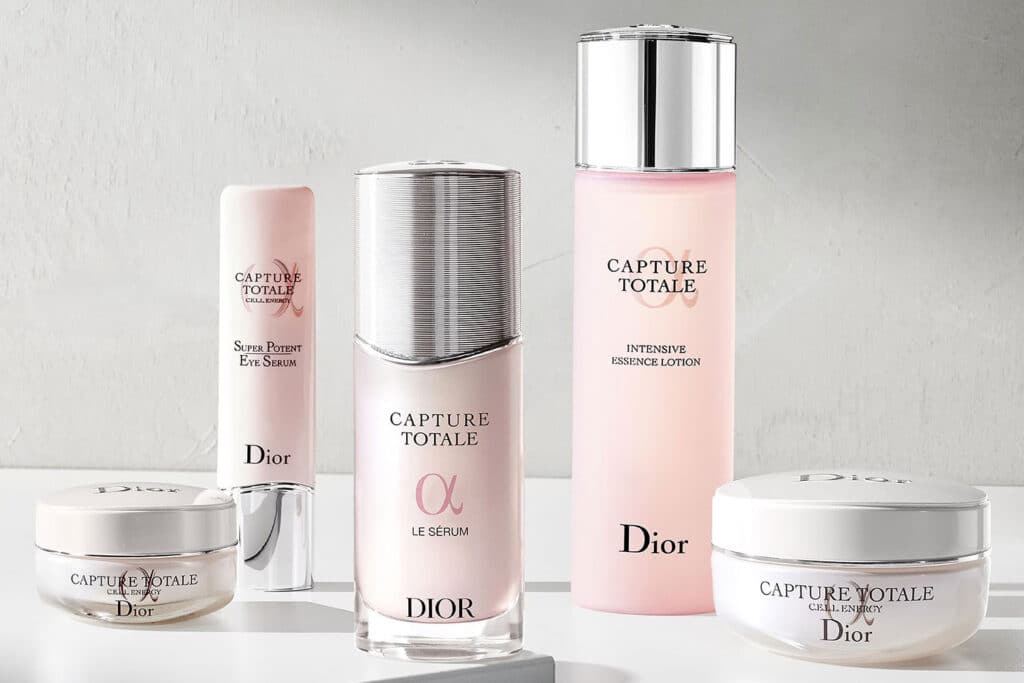 CAPTURE
TOTALE
C.E.L.L. ENERGY
α
SUPER POTENT
EYE SERUM
Dior
Dior
CAPTURE TOTALE
C.E.L.L. ENERGY
α
Dior
CAPTURE
TOTALE
α
LE SÉRUM
DIOR
CAPTURE
TOTALE
α
INTENSIVE
ESSENCE LOTION
Dior
Dior
CAPTURE TOTALE
C.E.L.L. ENERGY
α
Dior